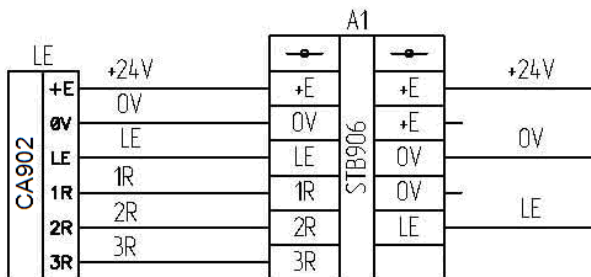 A1
LE
+24V
+24V
+E
+E
+E
0V
0V
0V
+E
LE
LE
LE
0V
0V
CA902
STB906
1R
1R
1R
0V
2R
2R
2R
LE
LE
3R
3R
3R